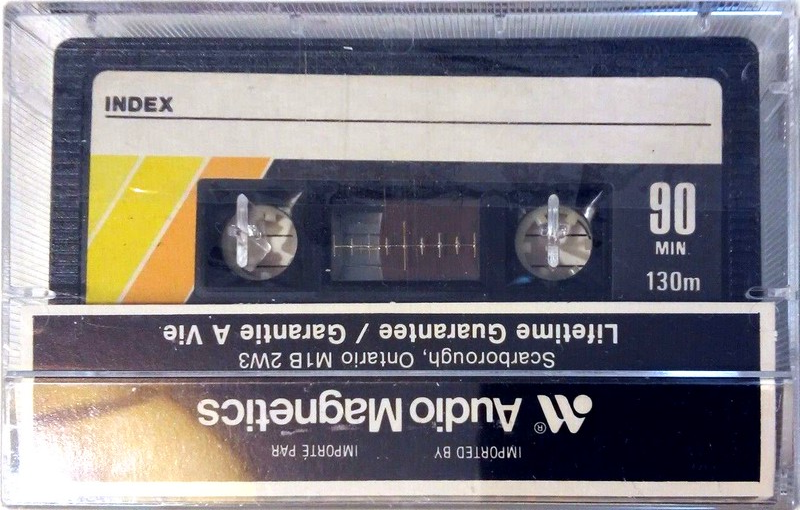 INDEX
90
MIN.
130m
IMPORTED BY IMPORTÉ PAR
Audio Magnetics®
Scarborough, Ontario M1B 2W3
Lifetime Guarantee / Garantie A Vie.